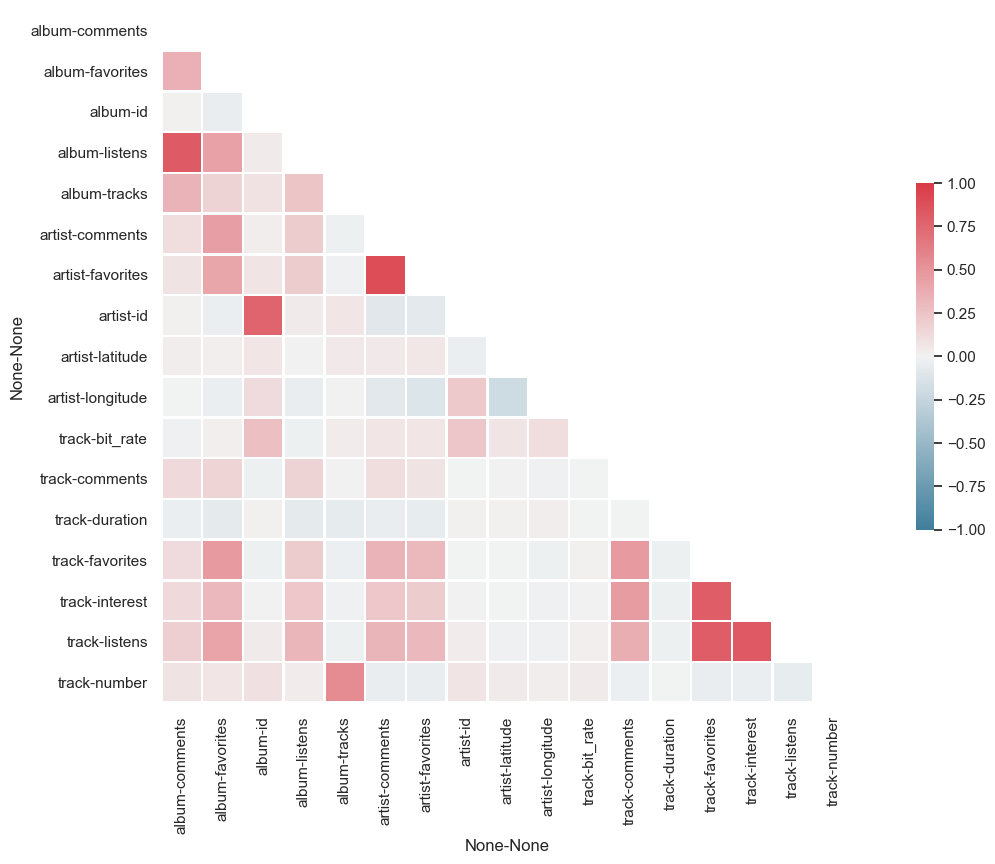 album-comments
album-favorites
album-id
album-listens
album-tracks
artist-comments
artist-favorites
artist-id
artist-latitude
artist-longitude
track-bit_rate
track-comments
track-duration
track-favorites
track-interest
track-listens
track-number
None-None
album-comments
album-favorites
album-id
album-listens
album-tracks
artist-comments
artist-favorites
artist-id
artist-latitude
artist-longitude
track-bit_rate
track-comments
track-duration
track-favorites
track-interest
track-listens
track-number
None-None
1.00
0.75
0.50
0.25
0.00
−0.25
−0.50
−0.75
−1.00